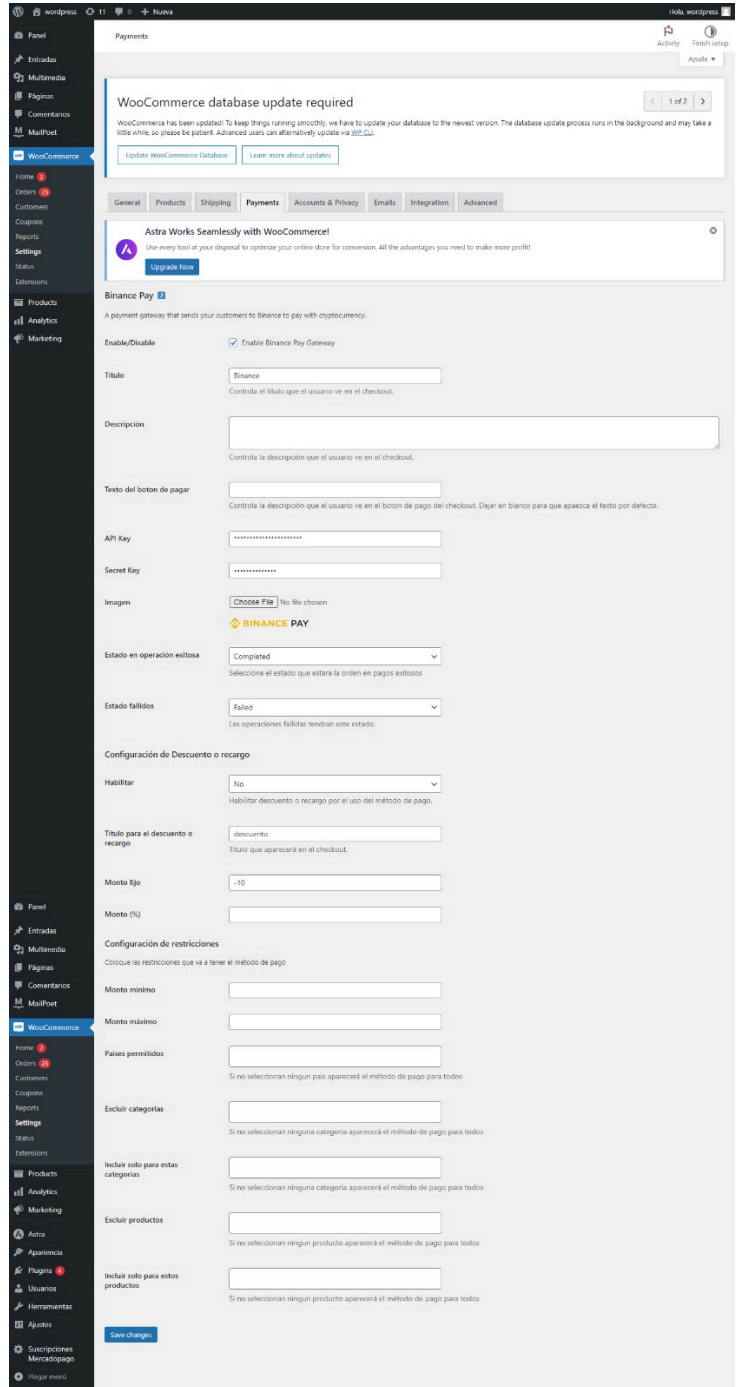 wordpress 11 0 + Nueva Hola, wordpress
Panel
Entradas
Multimedia
Páginas
Comentarios
MailPoet
WooCommerce
Home 2
Orders 23
Customers
Coupons
Reports
Settings
Status
Extensions
Products
Analytics
Marketing
Payments
Activity
Finish setup
Ayuda
WooCommerce database update required
1 of 2
WooCommerce has been updated! To keep things running smoothly, we have to update your database to the newest version. The database update process runs in the background and may take a
little while, so please be patient. Advanced users can alternatively update via WP CLI.
Update WooCommerce Database
Learn more about updates
General Products Shipping Payments Accounts & Privacy Emails Integration Advanced
Astra Works Seamlessly with WooCommerce!
Use every tool at your disposal to optimize your online store for conversion. All the advantages you need to make more profit!
Upgrade Now
Binance Pay
A payment gateway that sends your customers to Binance to pay with cryptocurrency.
Enable/Disable
Enable Binance Pay Gateway
Título
Binance
Controla el título que el usuario ve en el checkout.
Descripción
Controla la descripción que el usuario ve en el checkout.
Texto del boton de pagar
Controla la descripción que el usuario ve en el boton de pago del checkout. Dejar en blanco para que apaezca el texto por defecto.
API Key
Secret Key
Imagen
Choose File No file chosen
BINANCE PAY
Estado en operación exitosa
Completed
Seleccione el estado que estara la orden en pagos exitosos
Estado fallidos
Failed
Las operaciones fallidas tendran este estado.
Configuración de Descuento o recargo
Habilitar
No
Habilitar descuento o recargo por el uso del método de pago.
Título para el descuento o
recargo
descuento
Título que aparecerá en el checkout.
Monto fijo
-10
Monto (%)
Configuración de restricciones
Coloque las restricciones que va a tener el método de pago
Monto minimo
Monto máximo
Paises permitidos
Si no seleccionan ningun pais aparecerá el método de pago para todos
Excluir categorias
Si no seleccionan ninguna categoria aparecerá el método de pago para todos
Incluir solo para estas
categorias
Si no seleccionan ninguna categoria aparecerá el método de pago para todos
Excluir productos
Si no seleccionan ningun producto aparecerá el método de pago para todos
Incluir solo para estos
productos
Si no seleccionan ningun producto aparecerá el método de pago para todos
Save changes
Panel
Entradas
Multimedia
Páginas
Comentarios
MailPoet
WooCommerce
Home 2
Orders 23
Customers
Coupons
Reports
Settings
Status
Extensions
Products
Analytics
Marketing
Astra
Apariencia
Plugins 4
Usuarios
Herramientas
Ajustes
Suscripciones
Mercadopago
Plegar menú